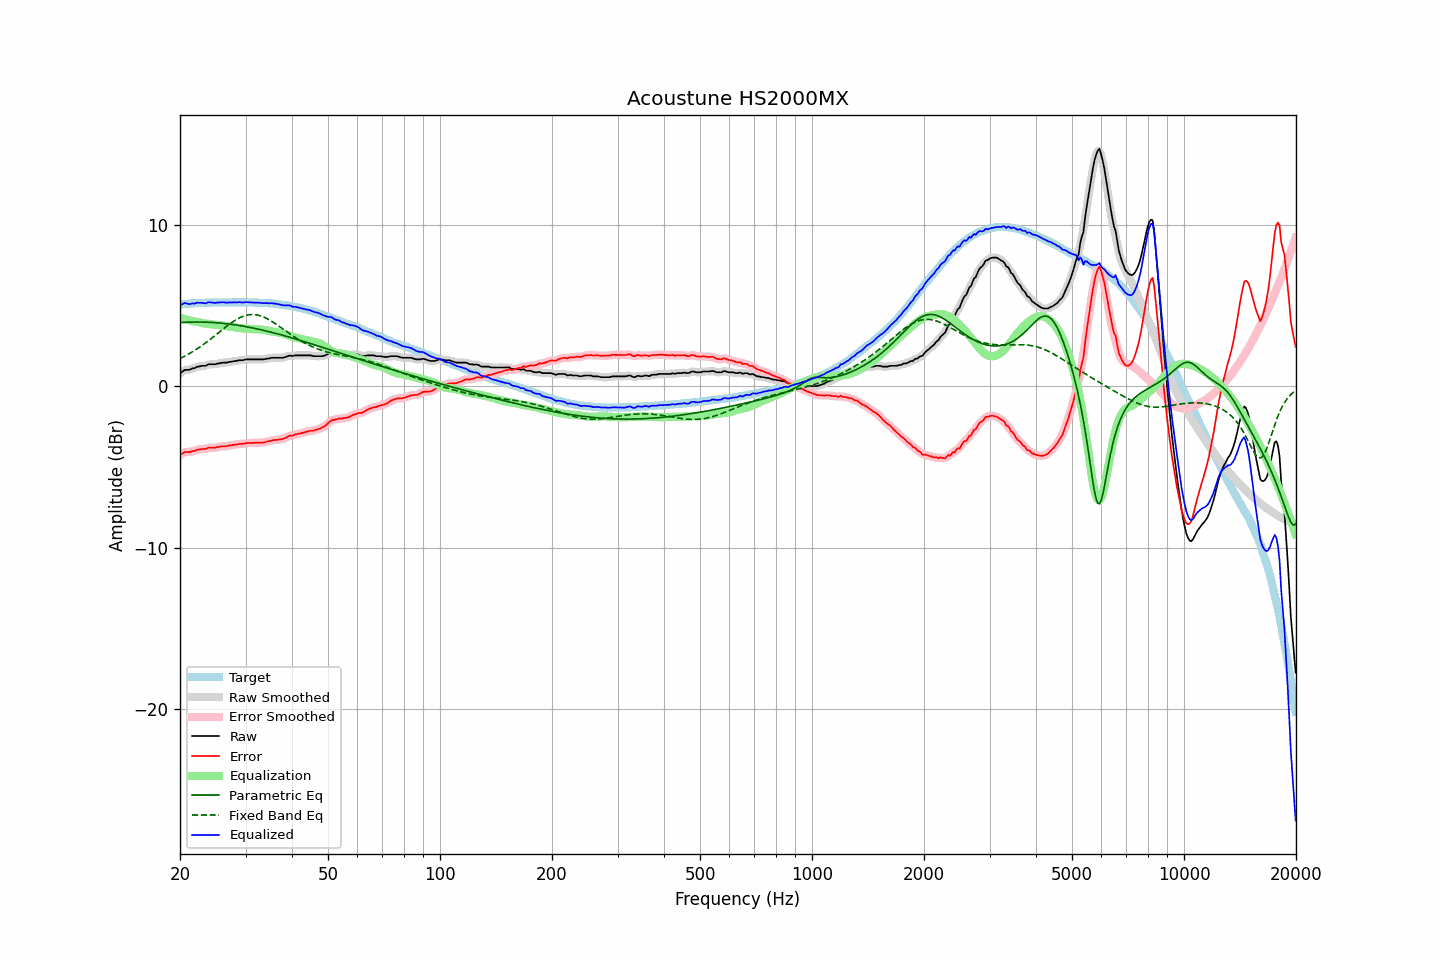 Acoustune HS2000MX
Amplitude (dBr)
10
0
−10
−20
Target
Raw Smoothed
Error Smoothed
Raw
Error
Equalization
Parametric Eq
Fixed Band Eq
Equalized
20 50 100 200 500 1000 2000 5000 10000 20000
Frequency (Hz)